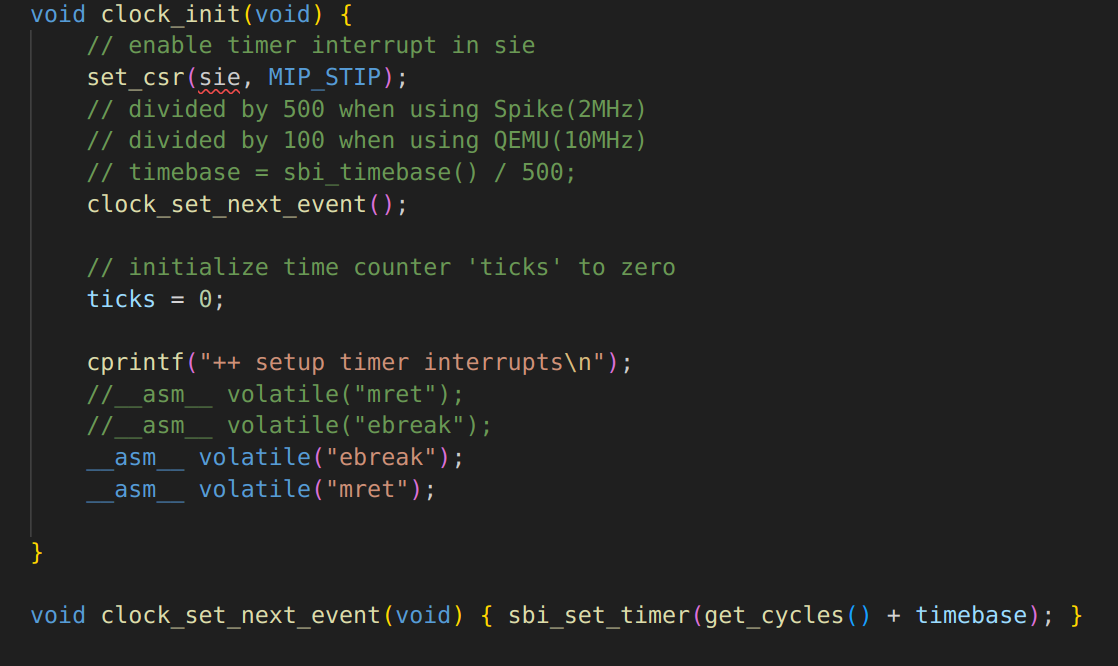 void clock_init(void) {
    // enable timer interrupt in sie
    set_csr(sie, MIP_STIP);
    // divided by 500 when using Spike(2MHz)
    // divided by 100 when using QEMU(10MHz)
    // timebase = sbi_timebase() / 500;
    clock_set_next_event();

    // initialize time counter 'ticks' to zero
    ticks = 0;

    cprintf("++ setup timer interrupts\n");
    //__asm__ volatile("mret");
    //__asm__ volatile("ebreak");
    __asm__ volatile("ebreak");
    __asm__ volatile("mret");

}

void clock_set_next_event(void) { sbi_set_timer(get_cycles() + timebase); }